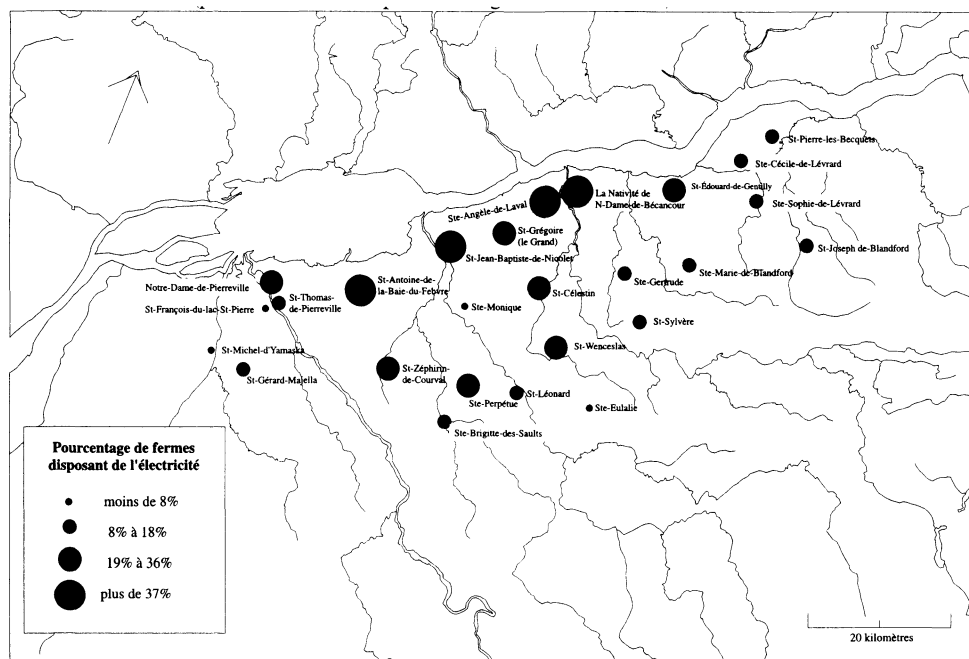 St-Pierre-les-Becquets
Ste-Cécile-de-Lévrard
St-Édouard-de-Gentilly
La Nativité de
N-Dame-de-Bécancour
Ste-Sophie-de-Lévrard
Ste-Angèle-de-Laval
St-Grégoire
(le Grand)
St-Joseph de Blandford
St-Jean-Baptiste-de-Nicolet
Ste-Marie-de-Blandford
Ste-Gertrude
Notre-Dame-de-Pierreville
St-Antoine-de-
la-Baie-du-Febvre
St-Célestin
St-Thomas-
de-Pierreville
St-François-du-lac-St-Pierre
Ste-Monique
St-Sylvère
St-Wenceslas
St-Michel-d'Yamaska
St-Gérard-Majella
St-Zéphirin-
de-Courval
Ste-Perpétue
St-Léonard
Ste-Eulalie
Ste-Brigitte-des-Saults
Pourcentage de fermes
disposant de l'électricité
moins de 8%
8% à 18%
19% à 36%
plus de 37%
20 kilomètres